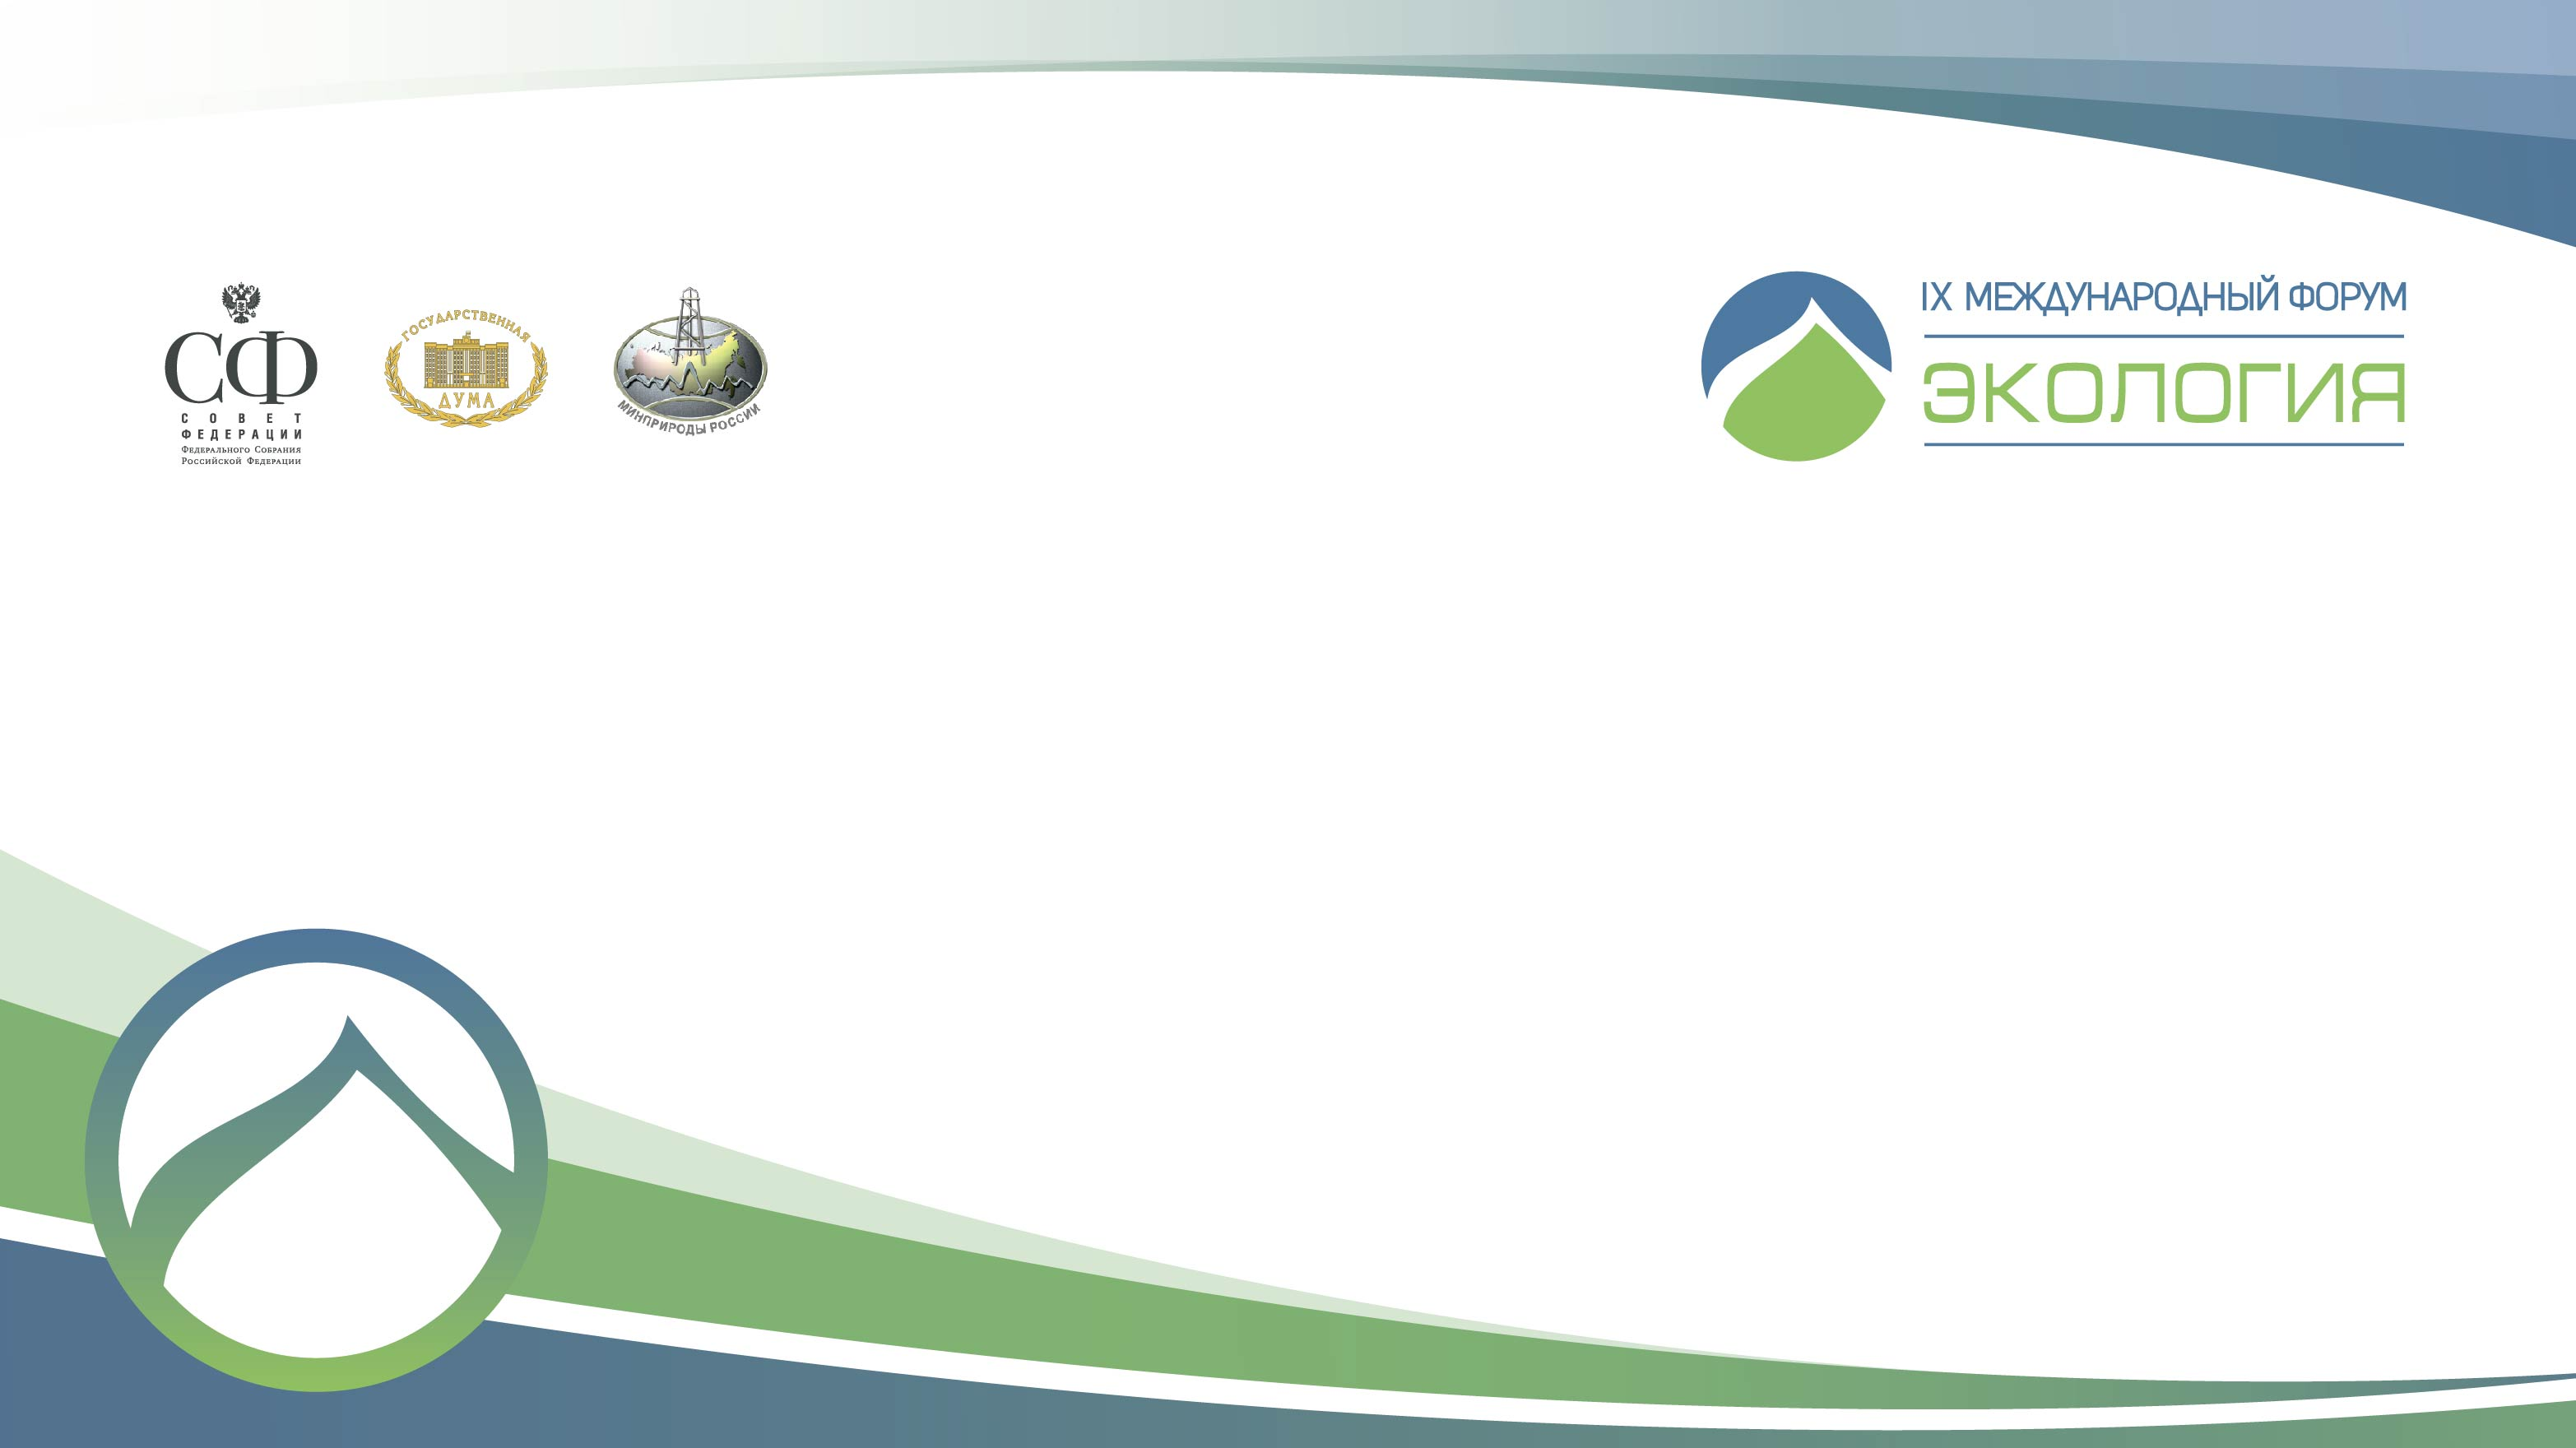 СФ
СОВЕТ
ФЕДЕРАЦИИ
Федерального Собрания
Российской Федерации
ГОСУДАРСТВЕННАЯ
ДУМА
МИНПРИРОДЫ РОССИИ
IX МЕЖДУНАРОДНЫЙ ФОРУМ
ЭКОЛОГИЯ